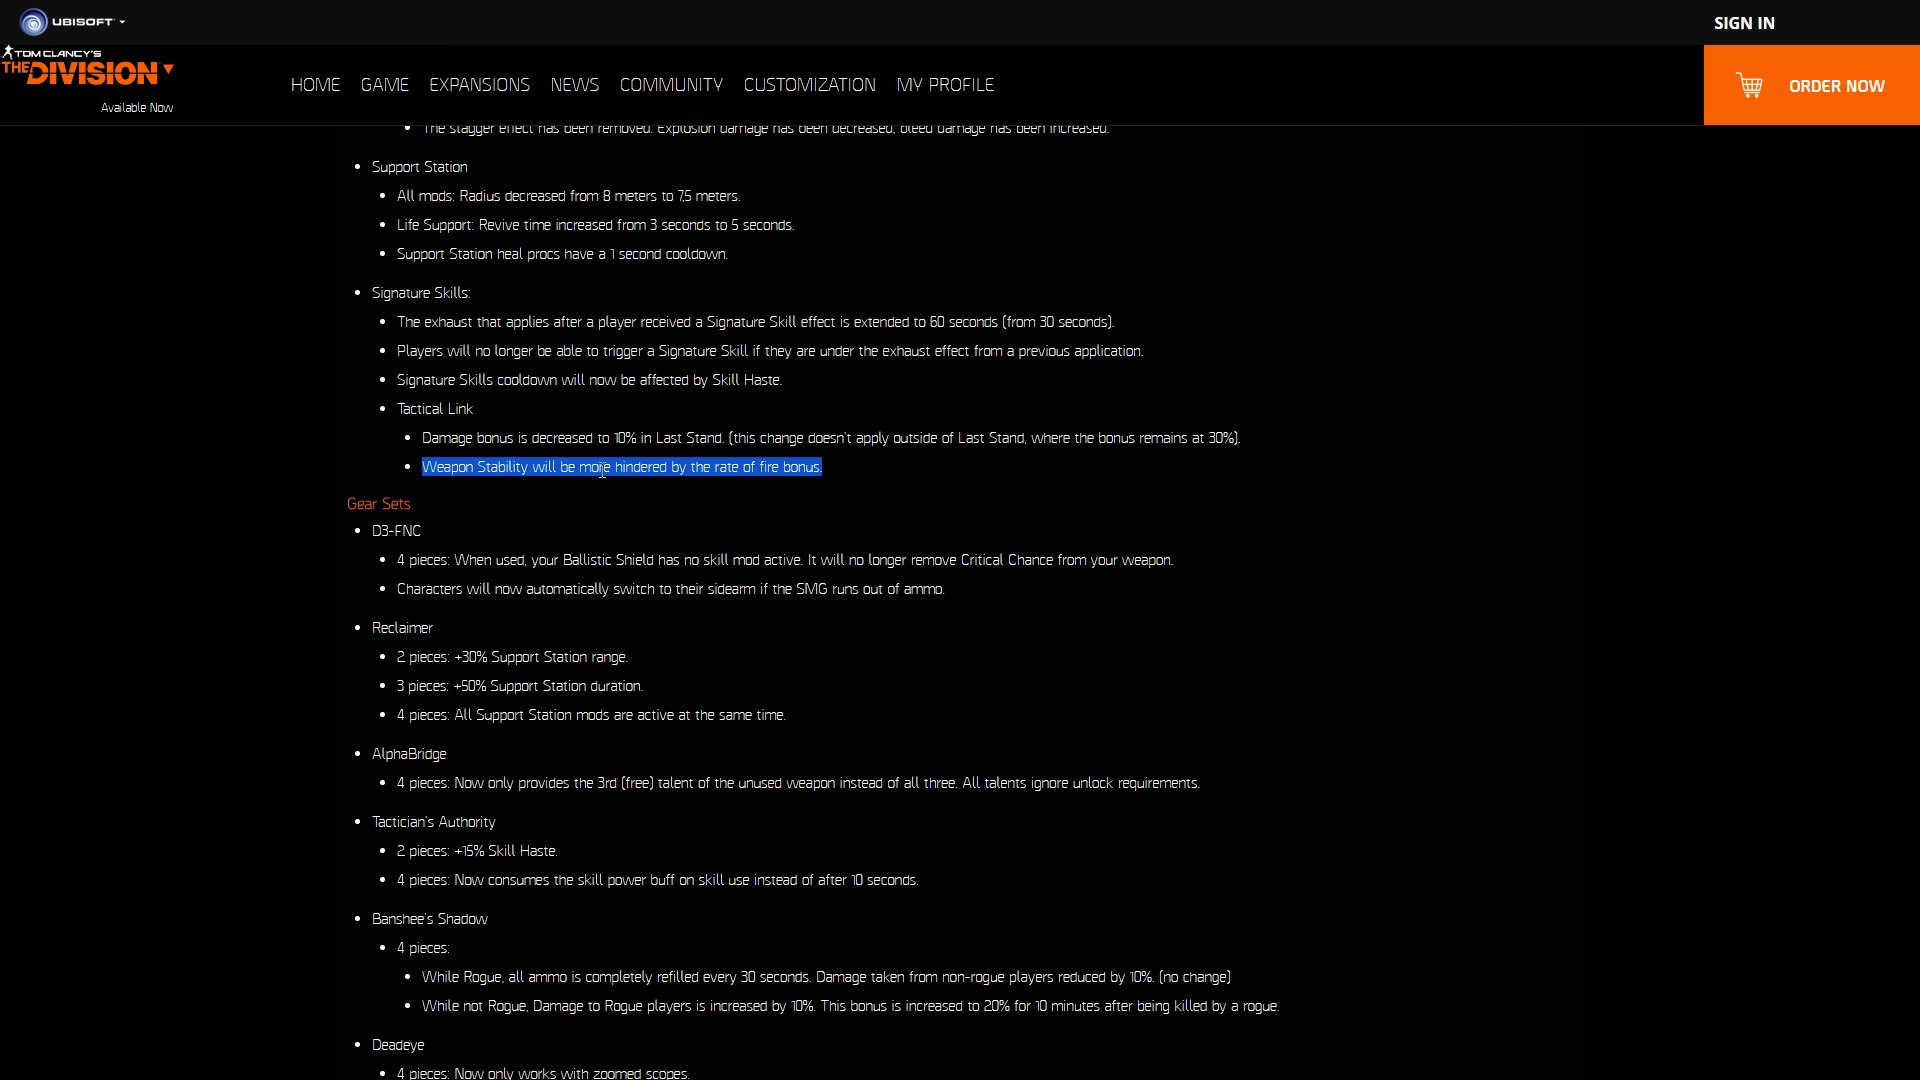 UBISOFT
SIGN IN
TOM CLANCY'S
THE DIVISION
Available Now
HOME GAME EXPANSIONS NEWS COMMUNITY CUSTOMIZATION MY PROFILE
ORDER NOW
The stagger effect has been removed. Explosion damage has been decreased, bleed damage has been increased.
Support Station
All mods: Radius decreased from 8 meters to 7,5 meters.
Life Support: Revive time increased from 3 seconds to 5 seconds.
Support Station heal procs have a 1 second cooldown.
Signature Skills:
The exhaust that applies after a player received a Signature Skill effect is extended to 60 seconds (from 30 seconds).
Players will no longer be able to trigger a Signature Skill if they are under the exhaust effect from a previous application.
Signature Skills cooldown will now be affected by Skill Haste.
Tactical Link
Damage bonus is decreased to 10% in Last Stand. (this change doesn't apply outside of Last Stand, where the bonus remains at 30%).
Weapon Stability will be more hindered by the rate of fire bonus.
Gear Sets
D3-FNC
4 pieces: When used, your Ballistic Shield has no skill mod active. It will no longer remove Critical Chance from your weapon.
Characters will now automatically switch to their sidearm if the SMG runs out of ammo.
Reclaimer
2 pieces: +30% Support Station range.
3 pieces: +50% Support Station duration.
4 pieces: All Support Station mods are active at the same time.
AlphaBridge
4 pieces: Now only provides the 3rd (free) talent of the unused weapon instead of all three. All talents ignore unlock requirements.
Tactician's Authority
2 pieces: +15% Skill Haste.
4 pieces: Now consumes the skill power buff on skill use instead of after 10 seconds.
Banshee's Shadow
4 pieces:
While Rogue, all ammo is completely refilled every 30 seconds. Damage taken from non-rogue players reduced by 10%. (no change)
While not Rogue, Damage to Rogue players is increased by 10%. This bonus is increased to 20% for 10 minutes after being killed by a rogue.
Deadeye
4 pieces: Now only works with zoomed scopes.